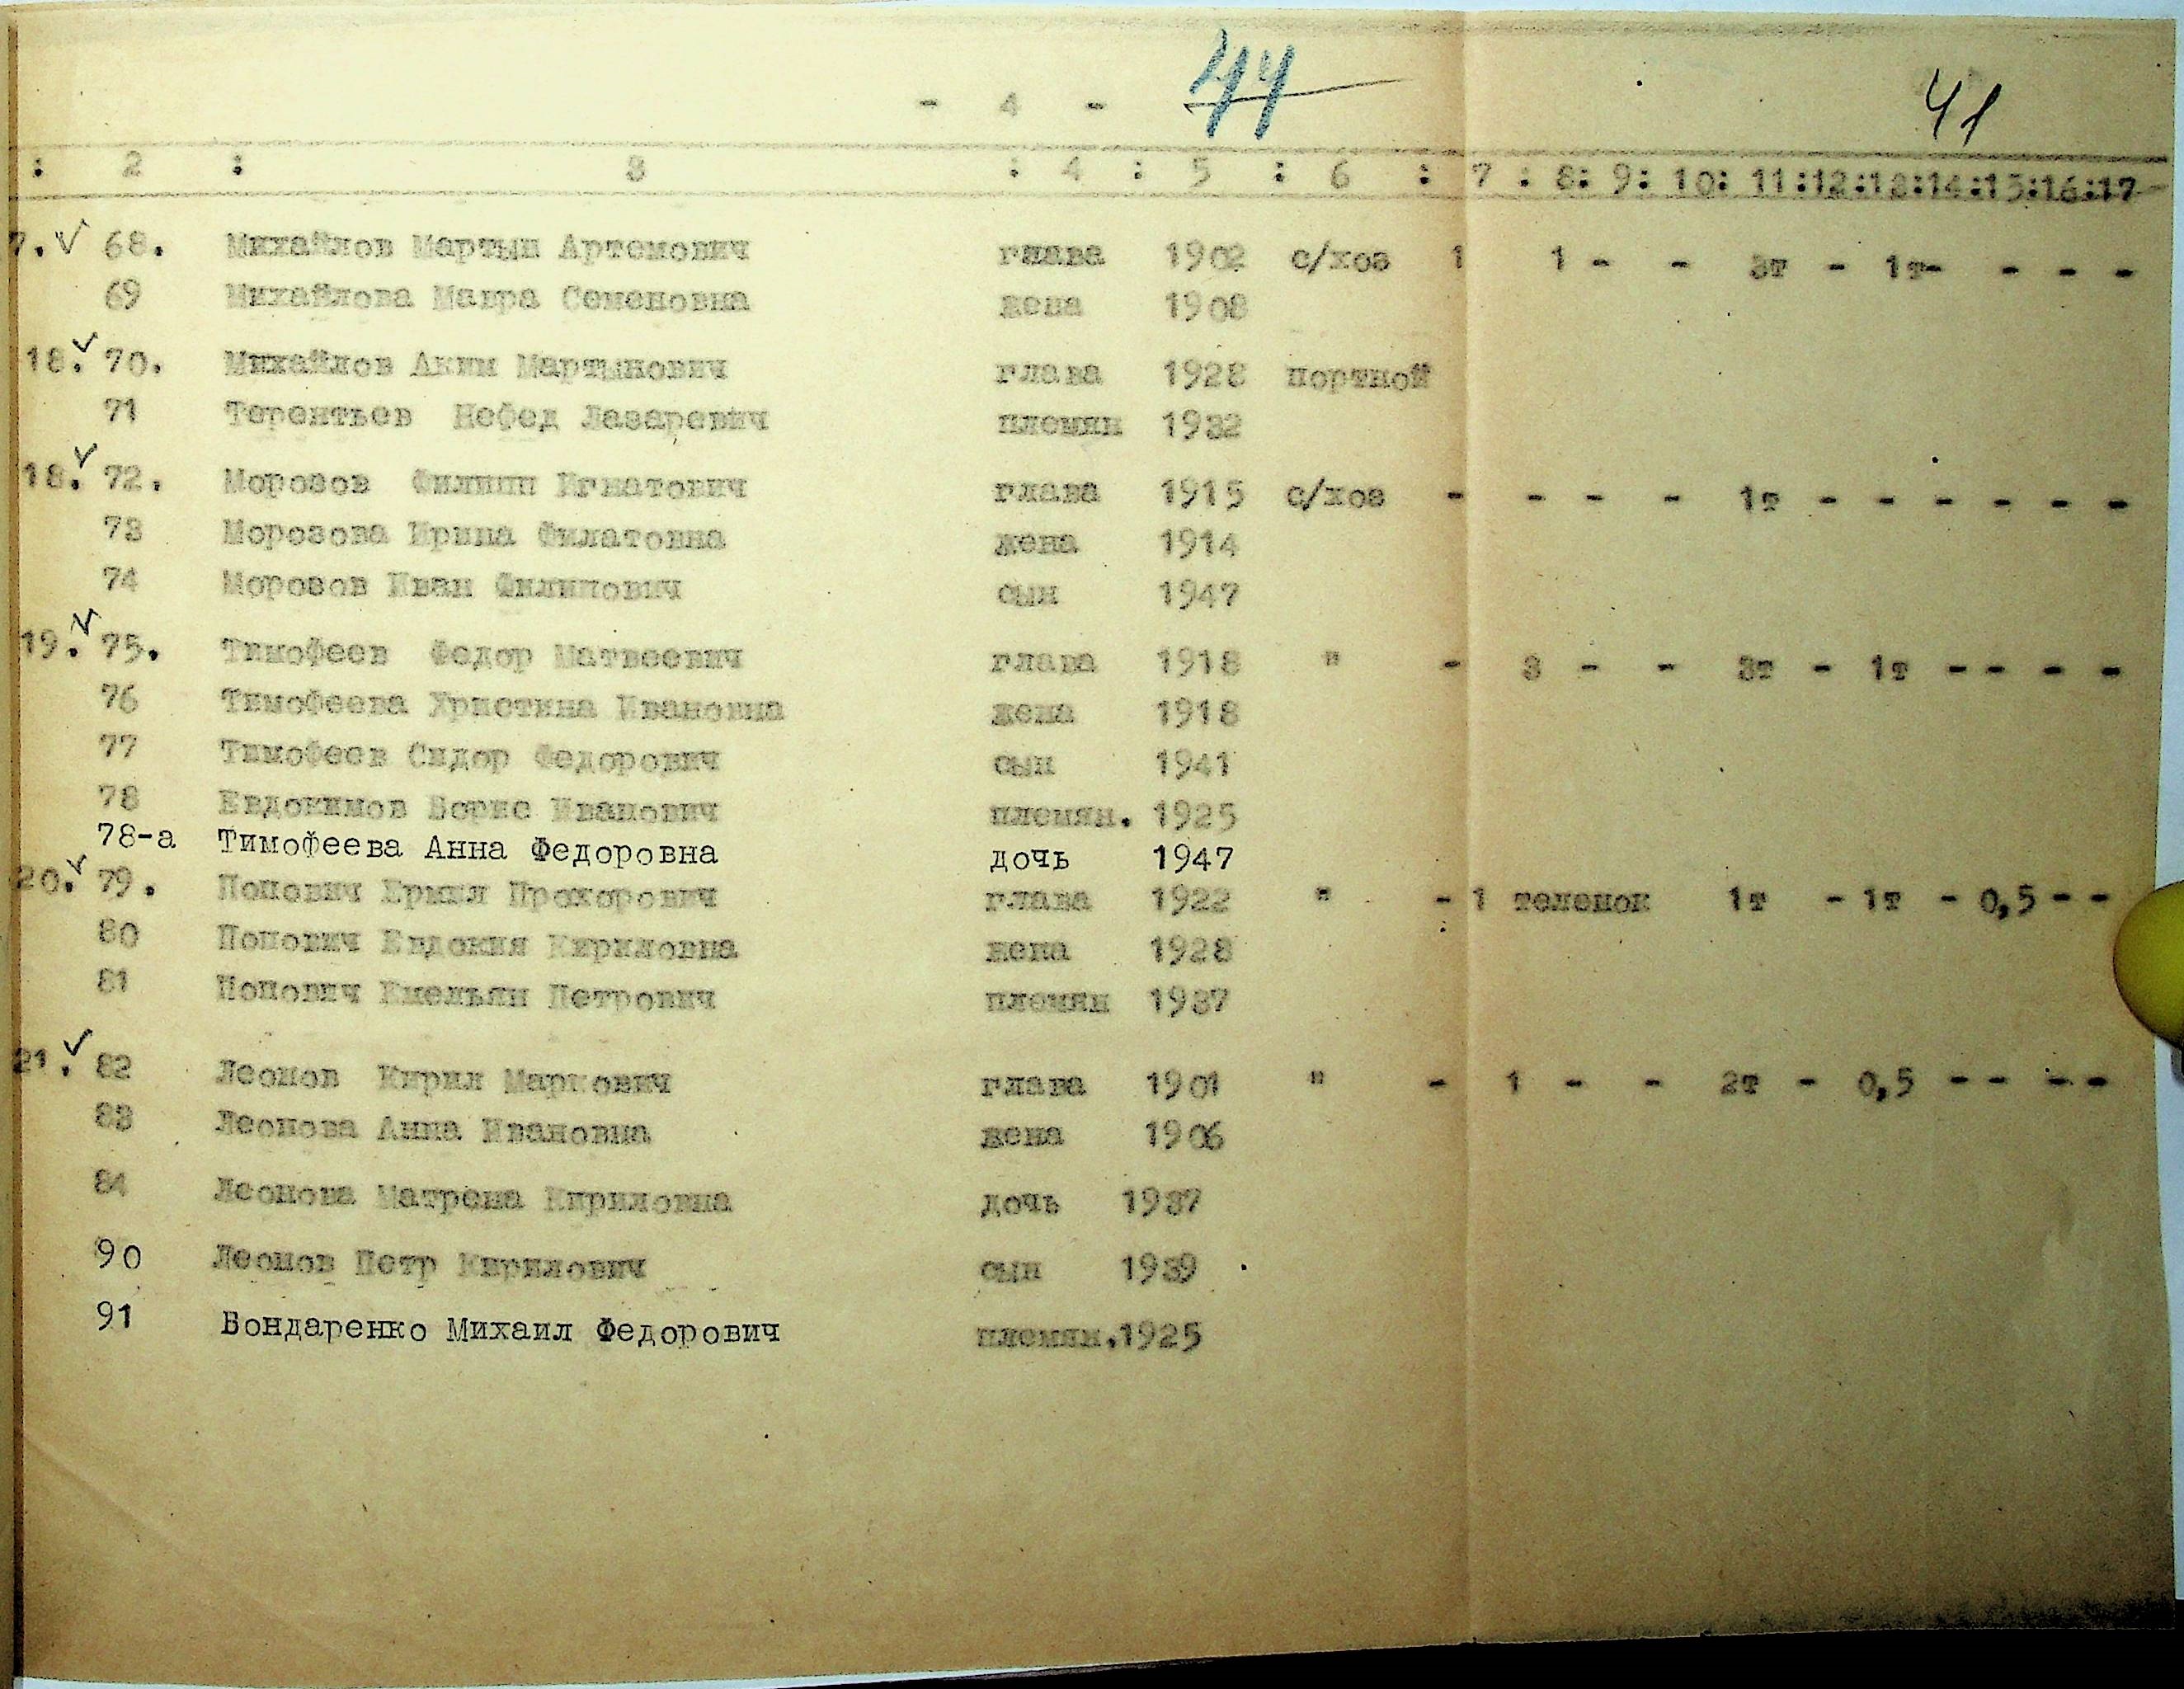 - 4 - 44 41
: 2 : 3 : 4 : 5 : 6 : 7 : 8: 9: 10: 11:12:13:14:15:16:17
7. 68. Михайлов Мартын Артемович глава 1902 с/хоз 1 1 - - 3т - 1т- - - -
69 Михайлова Мавра Семеновна жена 1908
18. 70. Михайлов Аким Мартынович глава 1928 портной
71 Терентьев Нефед Лазаревич племян 1932
18. 72. Морозов Филипп Игнатович глава 1915 с/хоз - - - - 1т - - - - - -
73 Морозова Ирина Филатовна жена 1914
74 Морозов Иван Филипович сын 1947
19. 75. Тимофеев Федор Матвеевич глава 1918 " - 3 - - 3т - 1т - - - -
76 Тимофеева Христина Ивановна жена 1918
77 Тимофеев Сидор Федорович сын 1941
78 Евдокимов Борис Иванович племян. 1925
78-а Тимофеева Анна Федоровна дочь 1947
20. 79. Попович Ермил Прохорович глава 1922 " - 1 теленок 1т - 1т - 0,5 - -
80 Попович Евдокия Кириловна жена 1928
81 Попович Емельян Петрович племян 1937
21. 82 Леонов Кирил Маркович глава 1901 " - 1 - - 2т - 0,5 - - - -
83 Леонова Анна Ивановна жена 1906
84 Леонова Матрена Кириловна дочь 1937
90 Леонов Петр Кирилович сын 1939
91 Бондаренко Михаил Федорович племян.1925